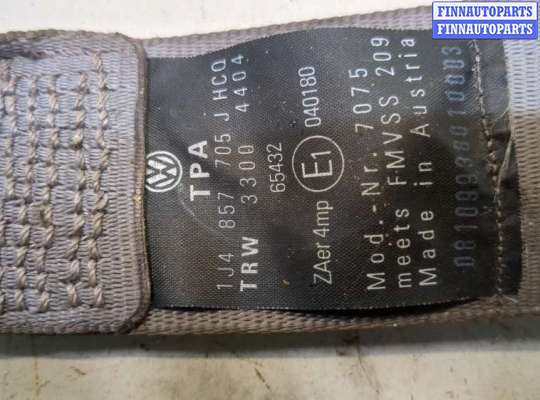 FINNAUTOPARTS
FINNAUTOPARTS
TPA
1J4 857 705 J HCQ
TRW 3300 4404
65432
ZAer 4mp E1 040180
Mod.-Nr. 7075
meets FMVSS 209
Made in Austria